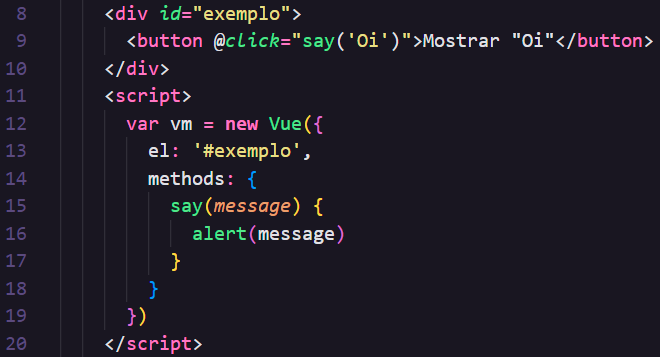 8 <div id="exemplo">
9 <button @click="say('Oi')">Mostrar "Oi"</button>
10 </div>
11 <script>
12 var vm = new Vue({
13 el: '#exemplo',
14 methods: {
15 say(message) {
16 alert(message)
17 }
18 }
19 })
20 </script>